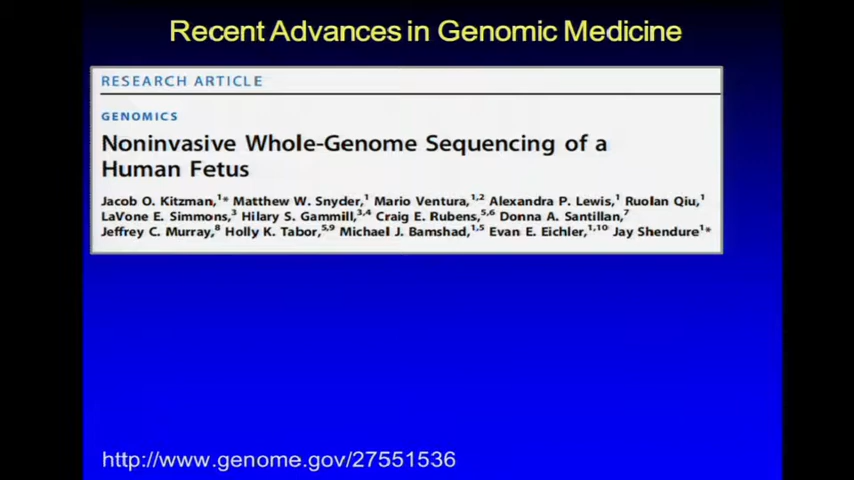 Recent Advances in Genomic Medicine
RESEARCH ARTICLE
GENOMICS
Noninvasive Whole-Genome Sequencing of a
Human Fetus
Jacob O. Kitzman,¹* Matthew W. Snyder,¹ Mario Ventura,¹,² Alexandra P. Lewis,¹ Ruolan Qiu,¹
LaVone E. Simmons,³ Hilary S. Gammill,³,⁴ Craig E. Rubens,⁵,⁶ Donna A. Santillan,⁷
Jeffrey C. Murray,⁸ Holly K. Tabor,⁵,⁹ Michael J. Bamshad,¹,⁵ Evan E. Eichler,¹,¹⁰ Jay Shendure¹*
http://www.genome.gov/27551536